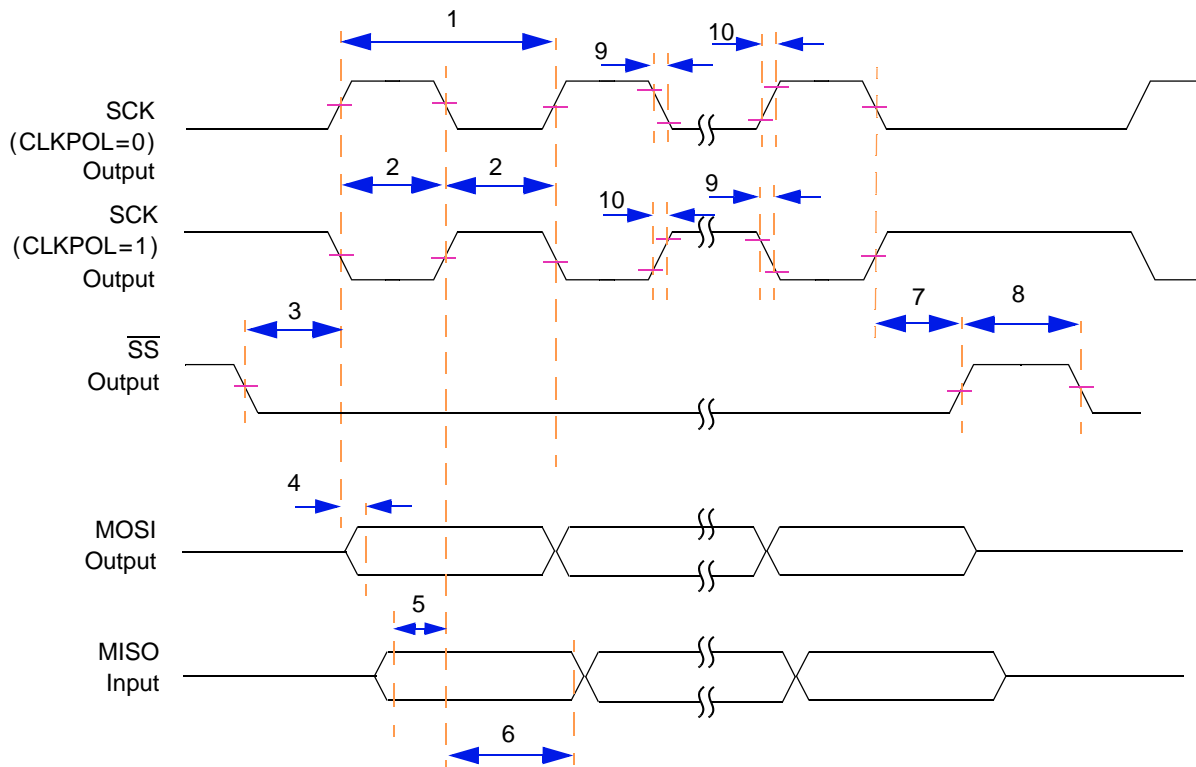 1
9
10
SCK
(CLKPOL=0)
Output
2
2
SCK
(CLKPOL=1)
Output
10
9
3
7
8
SS
Output
4
MOSI
Output
5
MISO
Input
6